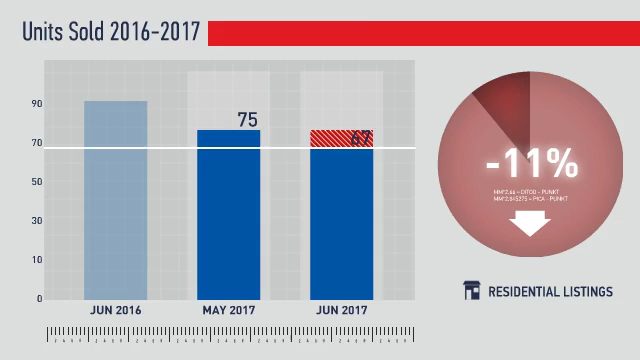 Units Sold 2016-2017
90
70
50
30
10
0
75
67
JUN 2016
MAY 2017
JUN 2017
-11%
RESIDENTIAL LISTINGS